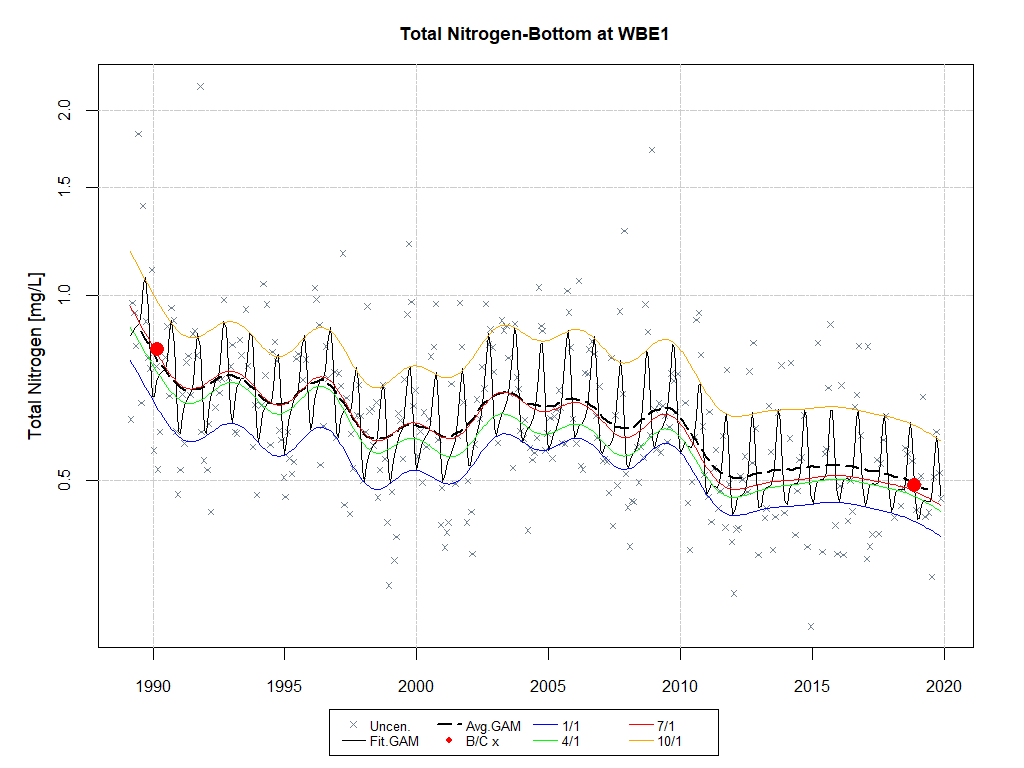 Total Nitrogen-Bottom at WBE1
Total Nitrogen [mg/L]
2.0
1.5
1.0
0.5
1990 1995 2000 2005 2010 2015 2020
Uncen. Avg.GAM 1/1 7/1
Fit.GAM B/C x 4/1 10/1